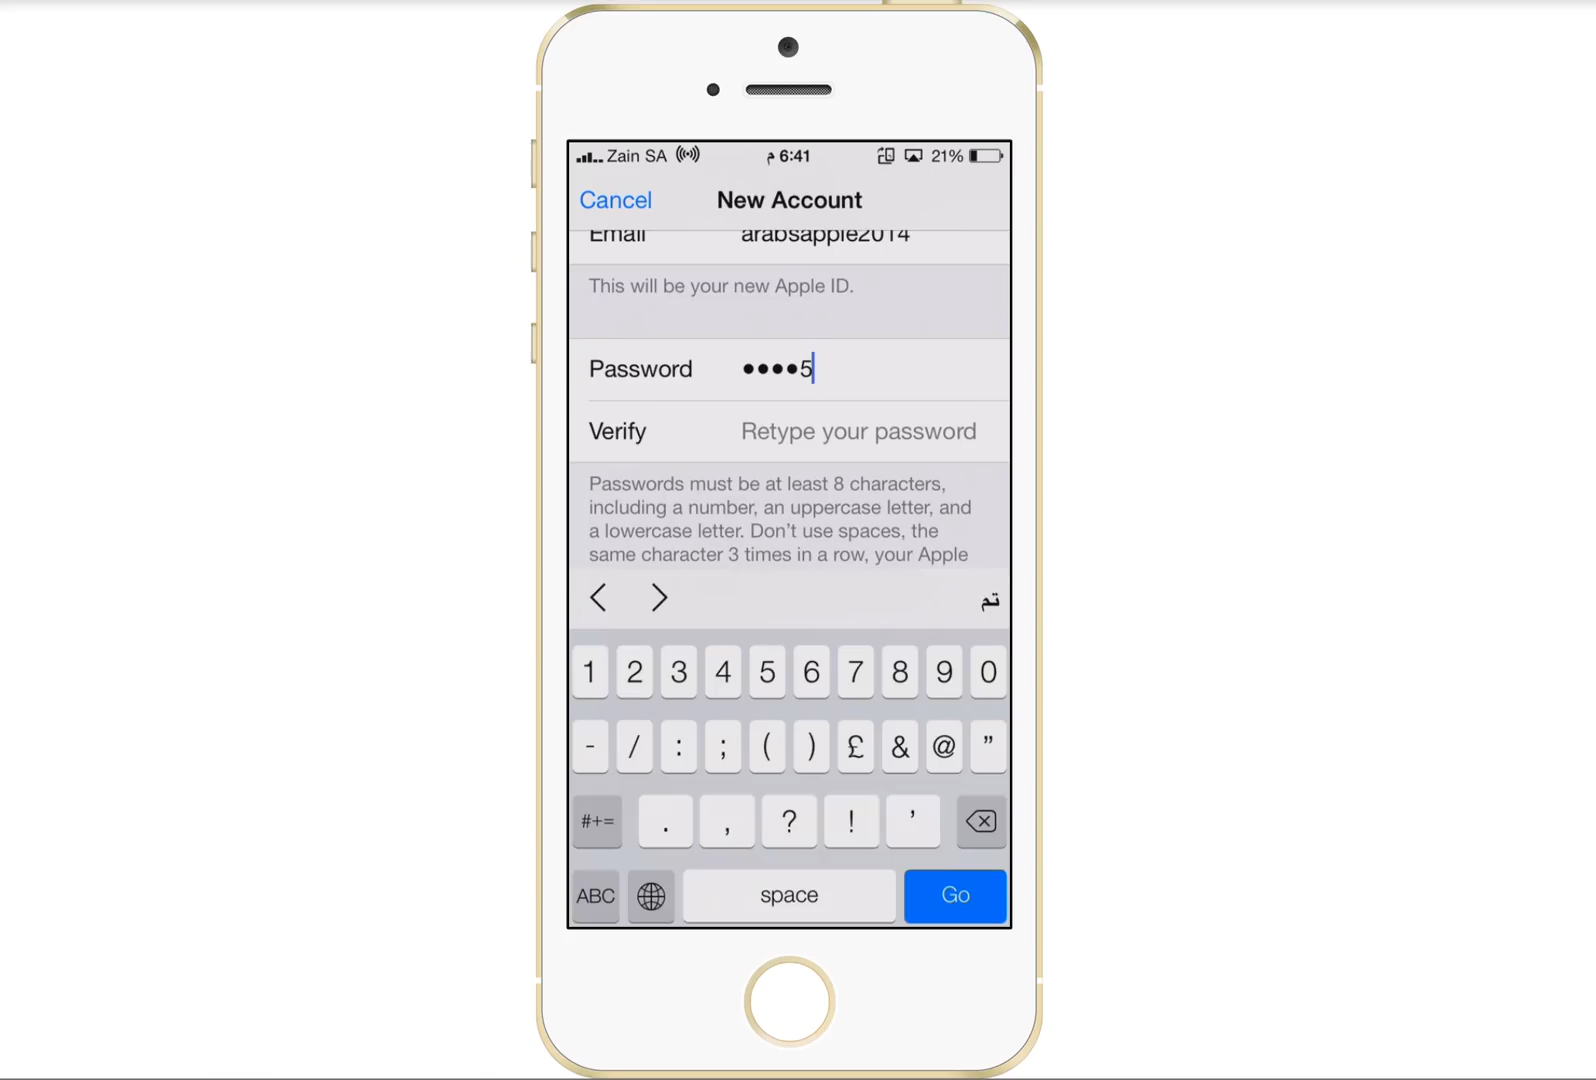 Zain SA 6:41 م 21%
Cancel New Account
Email arabsapple2014
This will be your new Apple ID.
Password ••••5
Verify Retype your password
Passwords must be at least 8 characters,
including a number, an uppercase letter, and
a lowercase letter. Don’t use spaces, the
same character 3 times in a row, your Apple
تم
1 2 3 4 5 6 7 8 9 0
- / : ; ( ) £ & @ ”
#+= . , ? ! ’
ABC space Go